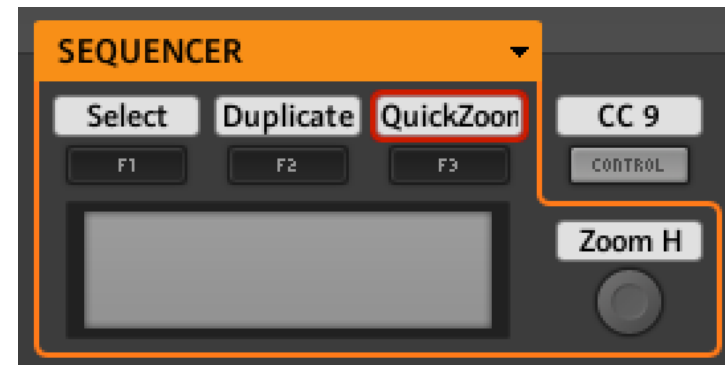 SEQUENCER
Select Duplicate QuickZoom CC 9
F1 F2 F3 CONTROL
Zoom H